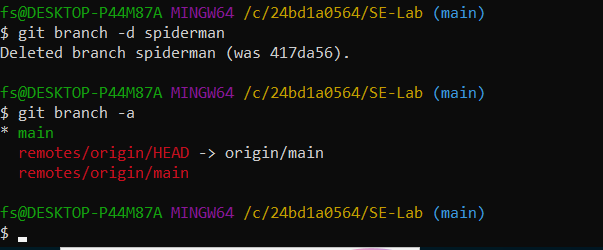 fs@DESKTOP-P44M87A MINGW64 /c/24bd1a0564/SE-Lab (main)
$ git branch -d spiderman
Deleted branch spiderman (was 417da56).
fs@DESKTOP-P44M87A MINGW64 /c/24bd1a0564/SE-Lab (main)
$ git branch -a
* main
remotes/origin/HEAD -> origin/main
remotes/origin/main
fs@DESKTOP-P44M87A MINGW64 /c/24bd1a0564/SE-Lab (main)
$